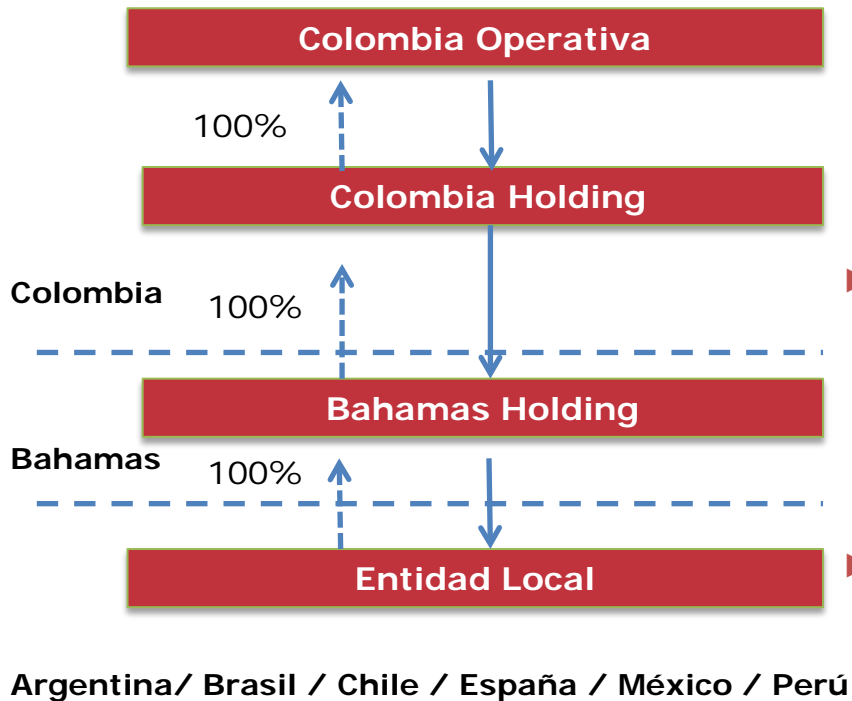 Colombia Operativa
100%
Colombia Holding
Colombia
100%
Bahamas Holding
Bahamas
100%
Entidad Local
Argentina/ Brasil / Chile / España / México / Perú